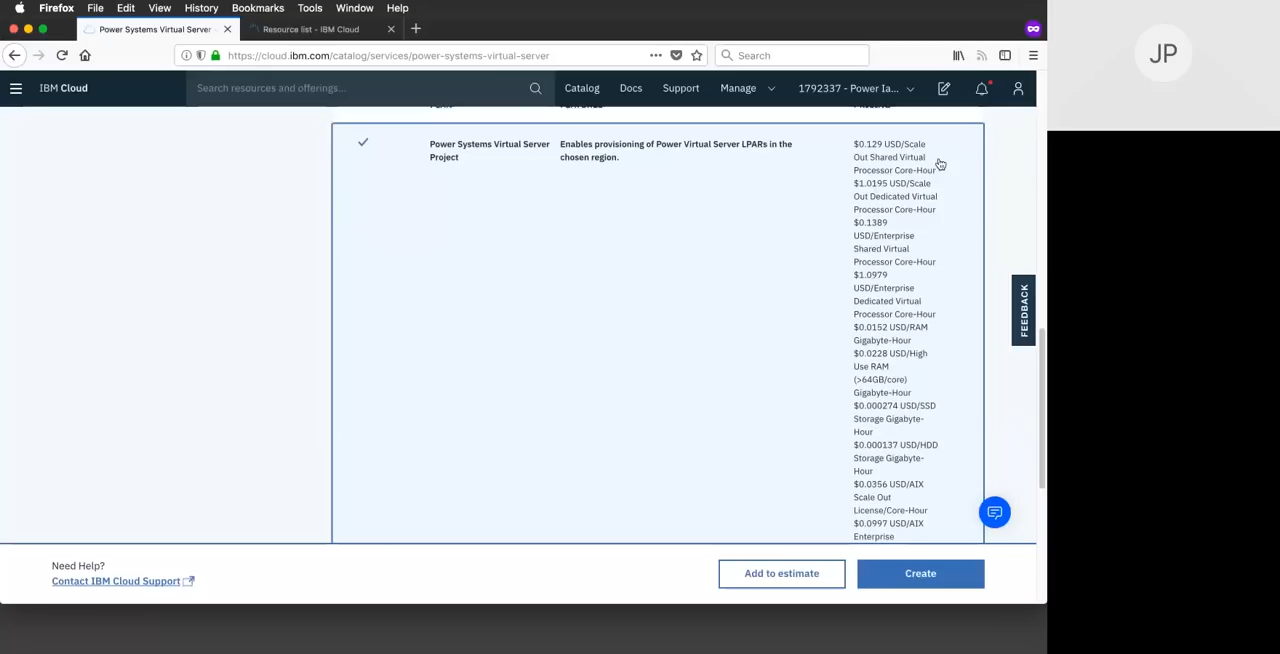 Firefox File Edit View History Bookmarks Tools Window Help
Power Systems Virtual Server
Resource list - IBM Cloud
https://cloud.ibm.com/catalog/services/power-systems-virtual-server
Search
IBM Cloud
Search resources and offerings...
Catalog Docs Support Manage
1792337 - Power Ia...
JP
Power Systems Virtual Server
Project
Enables provisioning of Power Virtual Server LPARs in the
chosen region.
$0.129 USD/Scale
Out Shared Virtual
Processor Core-Hour
$1.0195 USD/Scale
Out Dedicated Virtual
Processor Core-Hour
$0.1389
USD/Enterprise
Shared Virtual
Processor Core-Hour
$1.0979
USD/Enterprise
Dedicated Virtual
Processor Core-Hour
$0.0152 USD/RAM
Gigabyte-Hour
$0.0228 USD/High
Use RAM
(>64GB/core)
Gigabyte-Hour
$0.000274 USD/SSD
Storage Gigabyte-
Hour
$0.000137 USD/HDD
Storage Gigabyte-
Hour
$0.0356 USD/AIX
Scale Out
License/Core-Hour
$0.0997 USD/AIX
Enterprise
FEEDBACK
Need Help?
Contact IBM Cloud Support
Add to estimate
Create